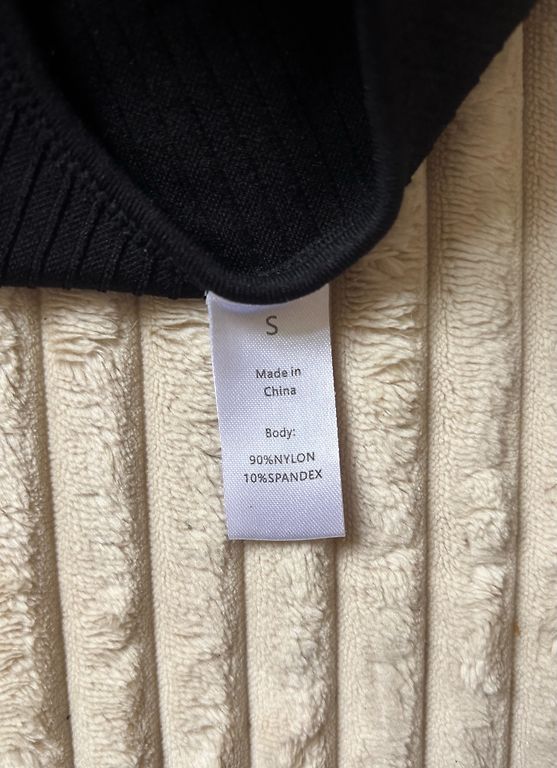 S
Made in
China
Body:
90%NYLON
10%SPANDEX